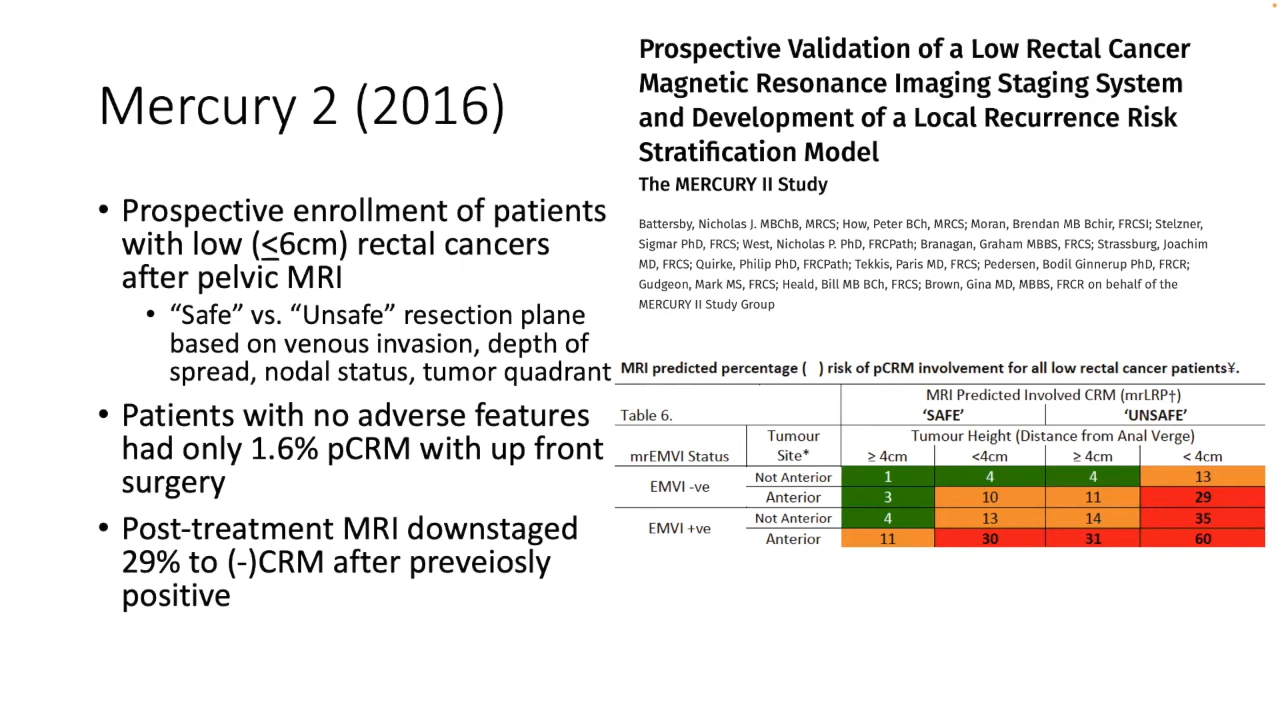 Mercury 2 (2016)
• Prospective enrollment of patients
with low (<6cm) rectal cancers
after pelvic MRI
• “Safe” vs. “Unsafe” resection plane
based on venous invasion, depth of
spread, nodal status, tumor quadrant
• Patients with no adverse features
had only 1.6% pCRM with up front
surgery
• Post-treatment MRI downstaged
29% to (-)CRM after preveiosly
positive
Prospective Validation of a Low Rectal Cancer
Magnetic Resonance Imaging Staging System
and Development of a Local Recurrence Risk
Stratification Model
The MERCURY II Study
Battersby, Nicholas J. MBChB, MRCS; How, Peter BCh, MRCS; Moran, Brendan MB Bchir, FRCSI; Stelzner,
Sigmar PhD, FRCS; West, Nicholas P. PhD, FRCPath; Branagan, Graham MBBS, FRCS; Strassburg, Joachim
MD, FRCS; Quirke, Philip PhD, FRCPath; Tekkis, Paris MD, FRCS; Pedersen, Bodil Ginnerup PhD, FRCR;
Gudgeon, Mark MS, FRCS; Heald, Bill MB BCh, FRCS; Brown, Gina MD, MBBS, FRCR on behalf of the
MERCURY II Study Group
MRI predicted percentage ( ) risk of pCRM involvement for all low rectal cancer patients¥.
MRI Predicted Involved CRM (mrLRP†)
Table 6. ‘SAFE’ ‘UNSAFE’
Tumour Tumour Height (Distance from Anal Verge)
mrEMVI Status Site* ≥ 4cm <4cm ≥ 4cm < 4cm
EMVI -ve Not Anterior 1 4 4 13
Anterior 3 10 11 29
EMVI +ve Not Anterior 4 13 14 35
Anterior 11 30 31 60